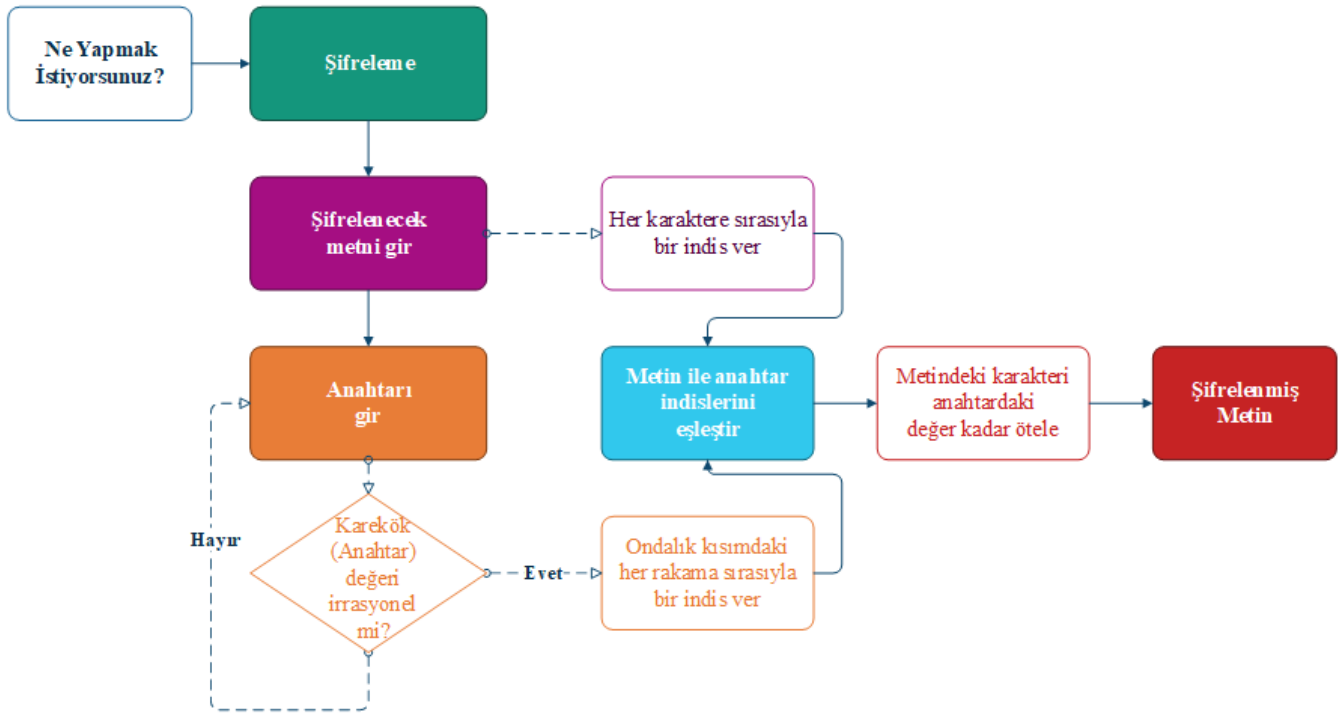 Ne Yapmak
İstiyorsunuz?
Şifreleme
Şifrelenecek
metni gir
Her karaktere sırasıyla
bir indis ver
Anahtarı
gir
Metin ile anahtar
indislerini
eşleştir
Metindeki karakteri
anahtardaki
değer kadar ötele
Şifrelenmiş
Metin
Hayır
Karekök
(Anahtar)
değeri
irrasyonel
mi?
Evet
Ondalık kısımdaki
her rakama sırasıyla
bir indis ver